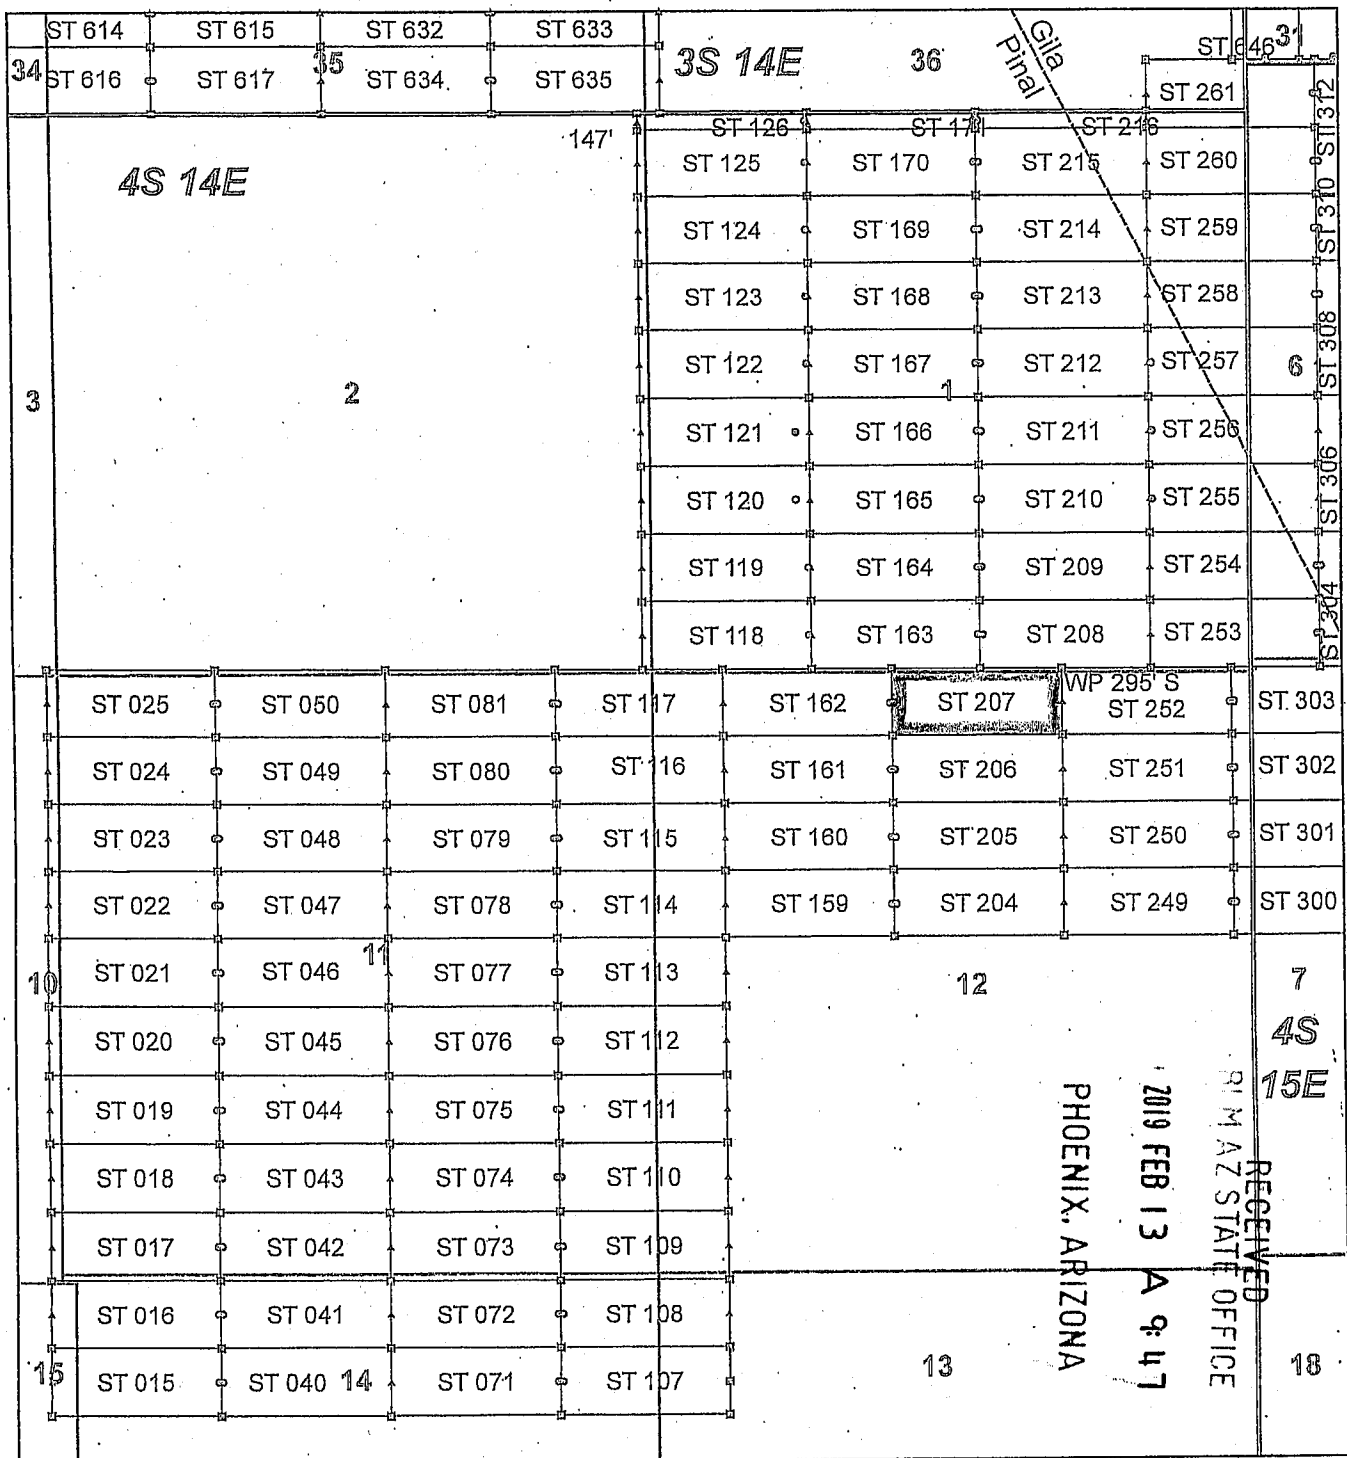 ST 614 ST 615 ST 632 ST 633
34 ST 616 ST 617 35 ST 634 ST 635 3S 14E 36 Gila Pinal ST 646 31
ST 261 ST 312
147' ST 126 ST 171 ST 216
4S 14E ST 125 ST 170 ST 215 ST 260
ST 124 ST 169 ST 214 ST 259 ST 310
ST 123 ST 168 ST 213 ST 258
ST 122 ST 167 ST 212 ST 257 6 ST 308
3 2 1
ST 121 ST 166 ST 211 ST 256
ST 120 ST 165 ST 210 ST 255 ST 306
ST 119 ST 164 ST 209 ST 254
ST 118 ST 163 ST 208 ST 253 ST 304
WP 295' S
ST 025 ST 050 ST 081 ST 117 ST 162 ST 207 ST 252 ST 303
ST 024 ST 049 ST 080 ST 116 ST 161 ST 206 ST 251 ST 302
ST 023 ST 048 ST 079 ST 115 ST 160 ST 205 ST 250 ST 301
ST 022 ST 047 ST 078 ST 114 ST 159 ST 204 ST 249 ST 300
11
10 ST 021 ST 046 ST 077 ST 113 12 7
ST 020 ST 045 ST 076 ST 112 4S
15E
ST 019 ST 044 ST 075 ST 111
ST 018 ST 043 ST 074 ST 110
ST 017 ST 042 ST 073 ST 109
ST 016 ST 041 ST 072 ST 108
15 ST 015 ST 040 14 ST 071 ST 107 13 18
RECEIVED
BLM AZ STATE OFFICE
2019 FEB 13 A 9:47
PHOENIX, ARIZONA